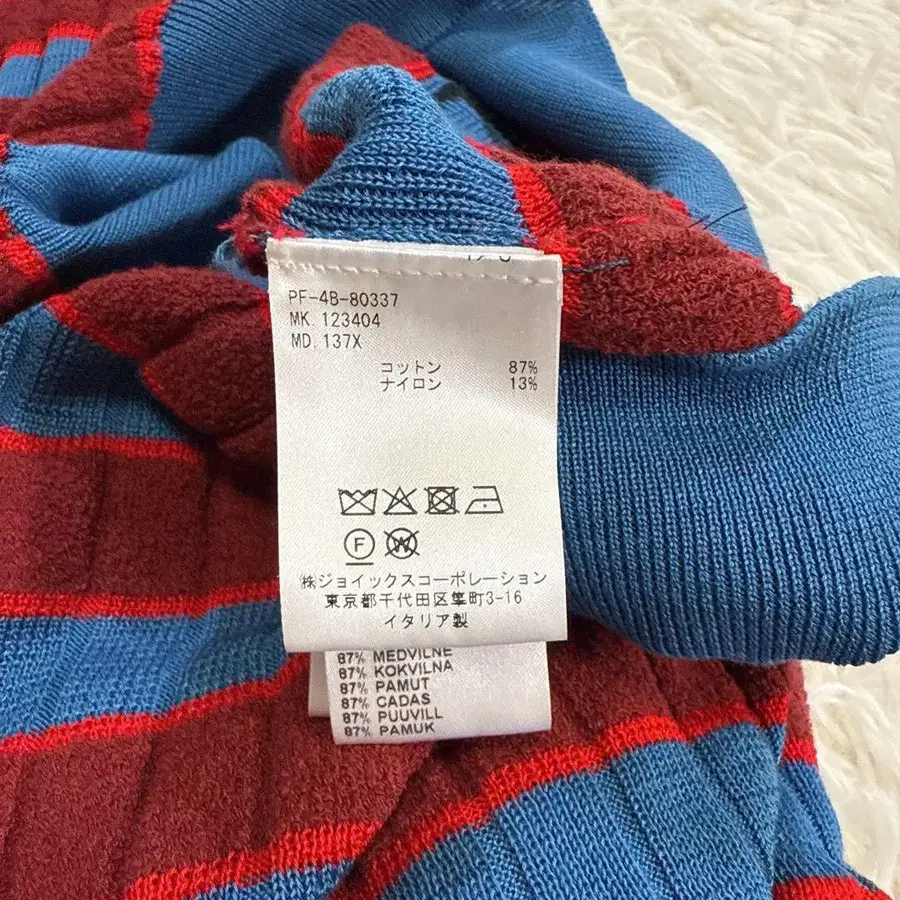 PF-4B-80337
MK. 123404
MD. 137X
コットン 87%
ナイロン 13%
F
W
㈱ジョイックスコーポレーション
東京都千代田区隼町3-16
イタリア製
87% MEDVILNE
87% KOKVILNA
87% PAMUT
87% CADAS
87% PUUVILL
87% PAMUK